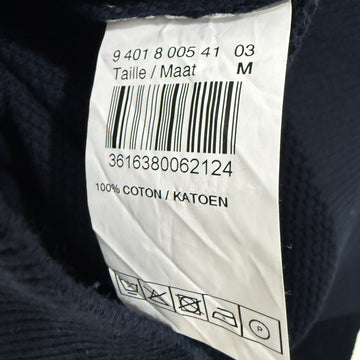 9 401 8 005 41 03
Taille / Maat M
3616380062124
100% COTON / KATOEN
P